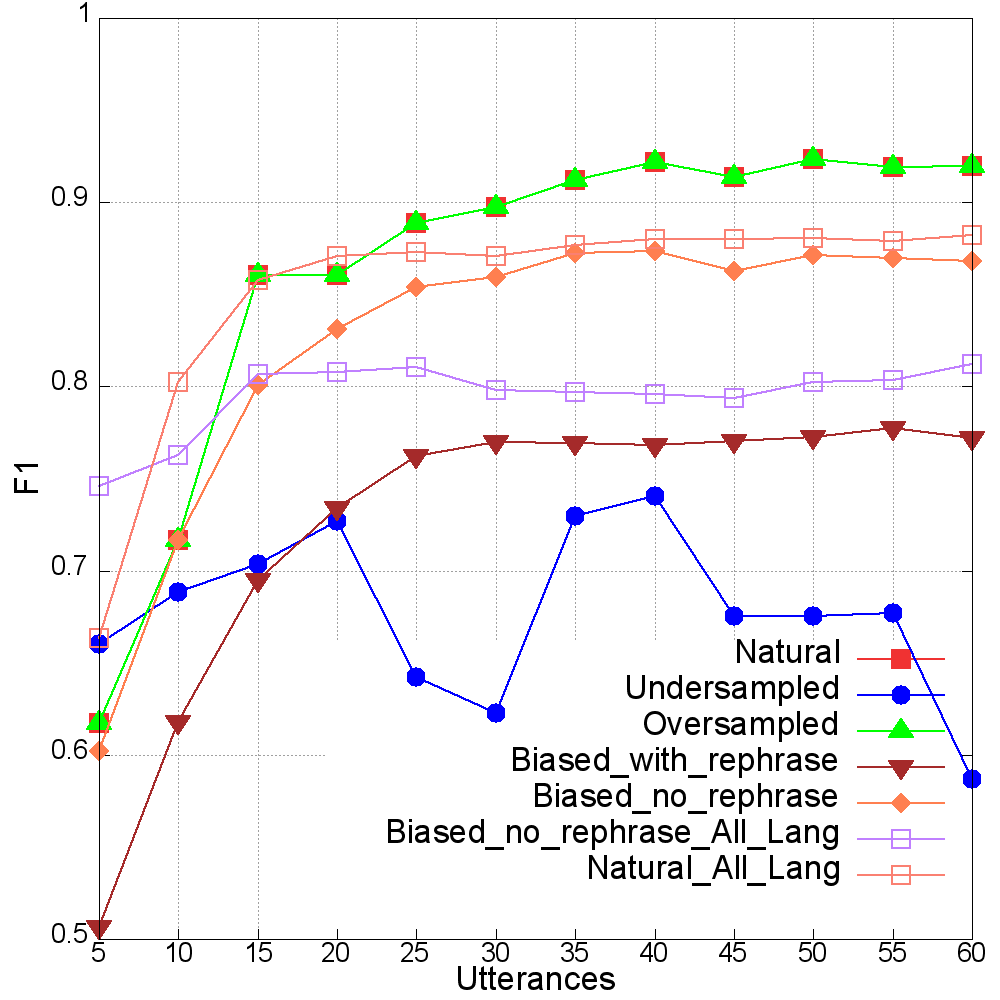 1
0.9
0.8
0.7
0.6
0.5
F1
Natural
Undersampled
Oversampled
Biased_with_rephrase
Biased_no_rephrase
Biased_no_rephrase_All_Lang
Natural_All_Lang
5 10 15 20 25 30 35 40 45 50 55 60
Utterances